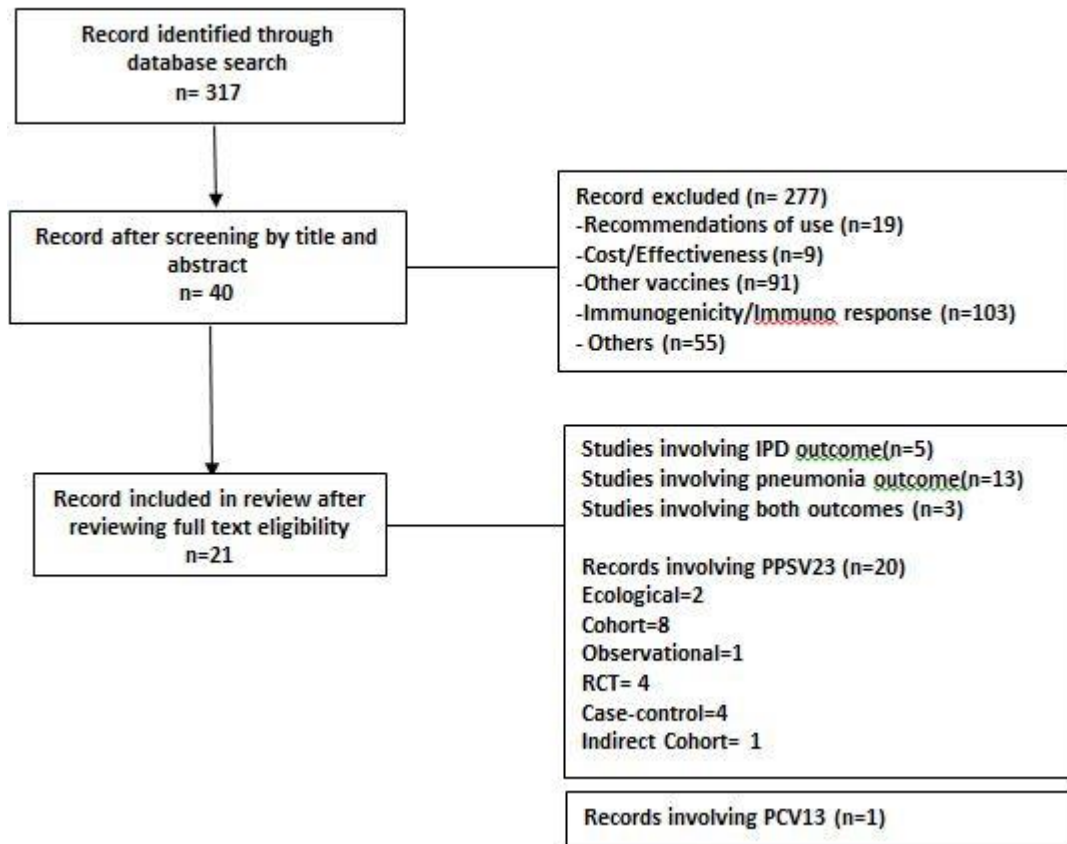 Record identified through
database search
n= 317
Record after screening by title and
abstract
n= 40
Record excluded (n= 277)
-Recommendations of use (n=19)
-Cost/Effectiveness (n=9)
-Other vaccines (n=91)
-Immunogenicity/Immuno response (n=103)
- Others (n=55)
Record included in review after
reviewing full text eligibility
n=21
Studies involving IPD outcome(n=5)
Studies involving pneumonia outcome(n=13)
Studies involving both outcomes (n=3)
Records involving PPSV23 (n=20)
Ecological=2
Cohort=8
Observational=1
RCT= 4
Case-control=4
Indirect Cohort= 1
Records involving PCV13 (n=1)